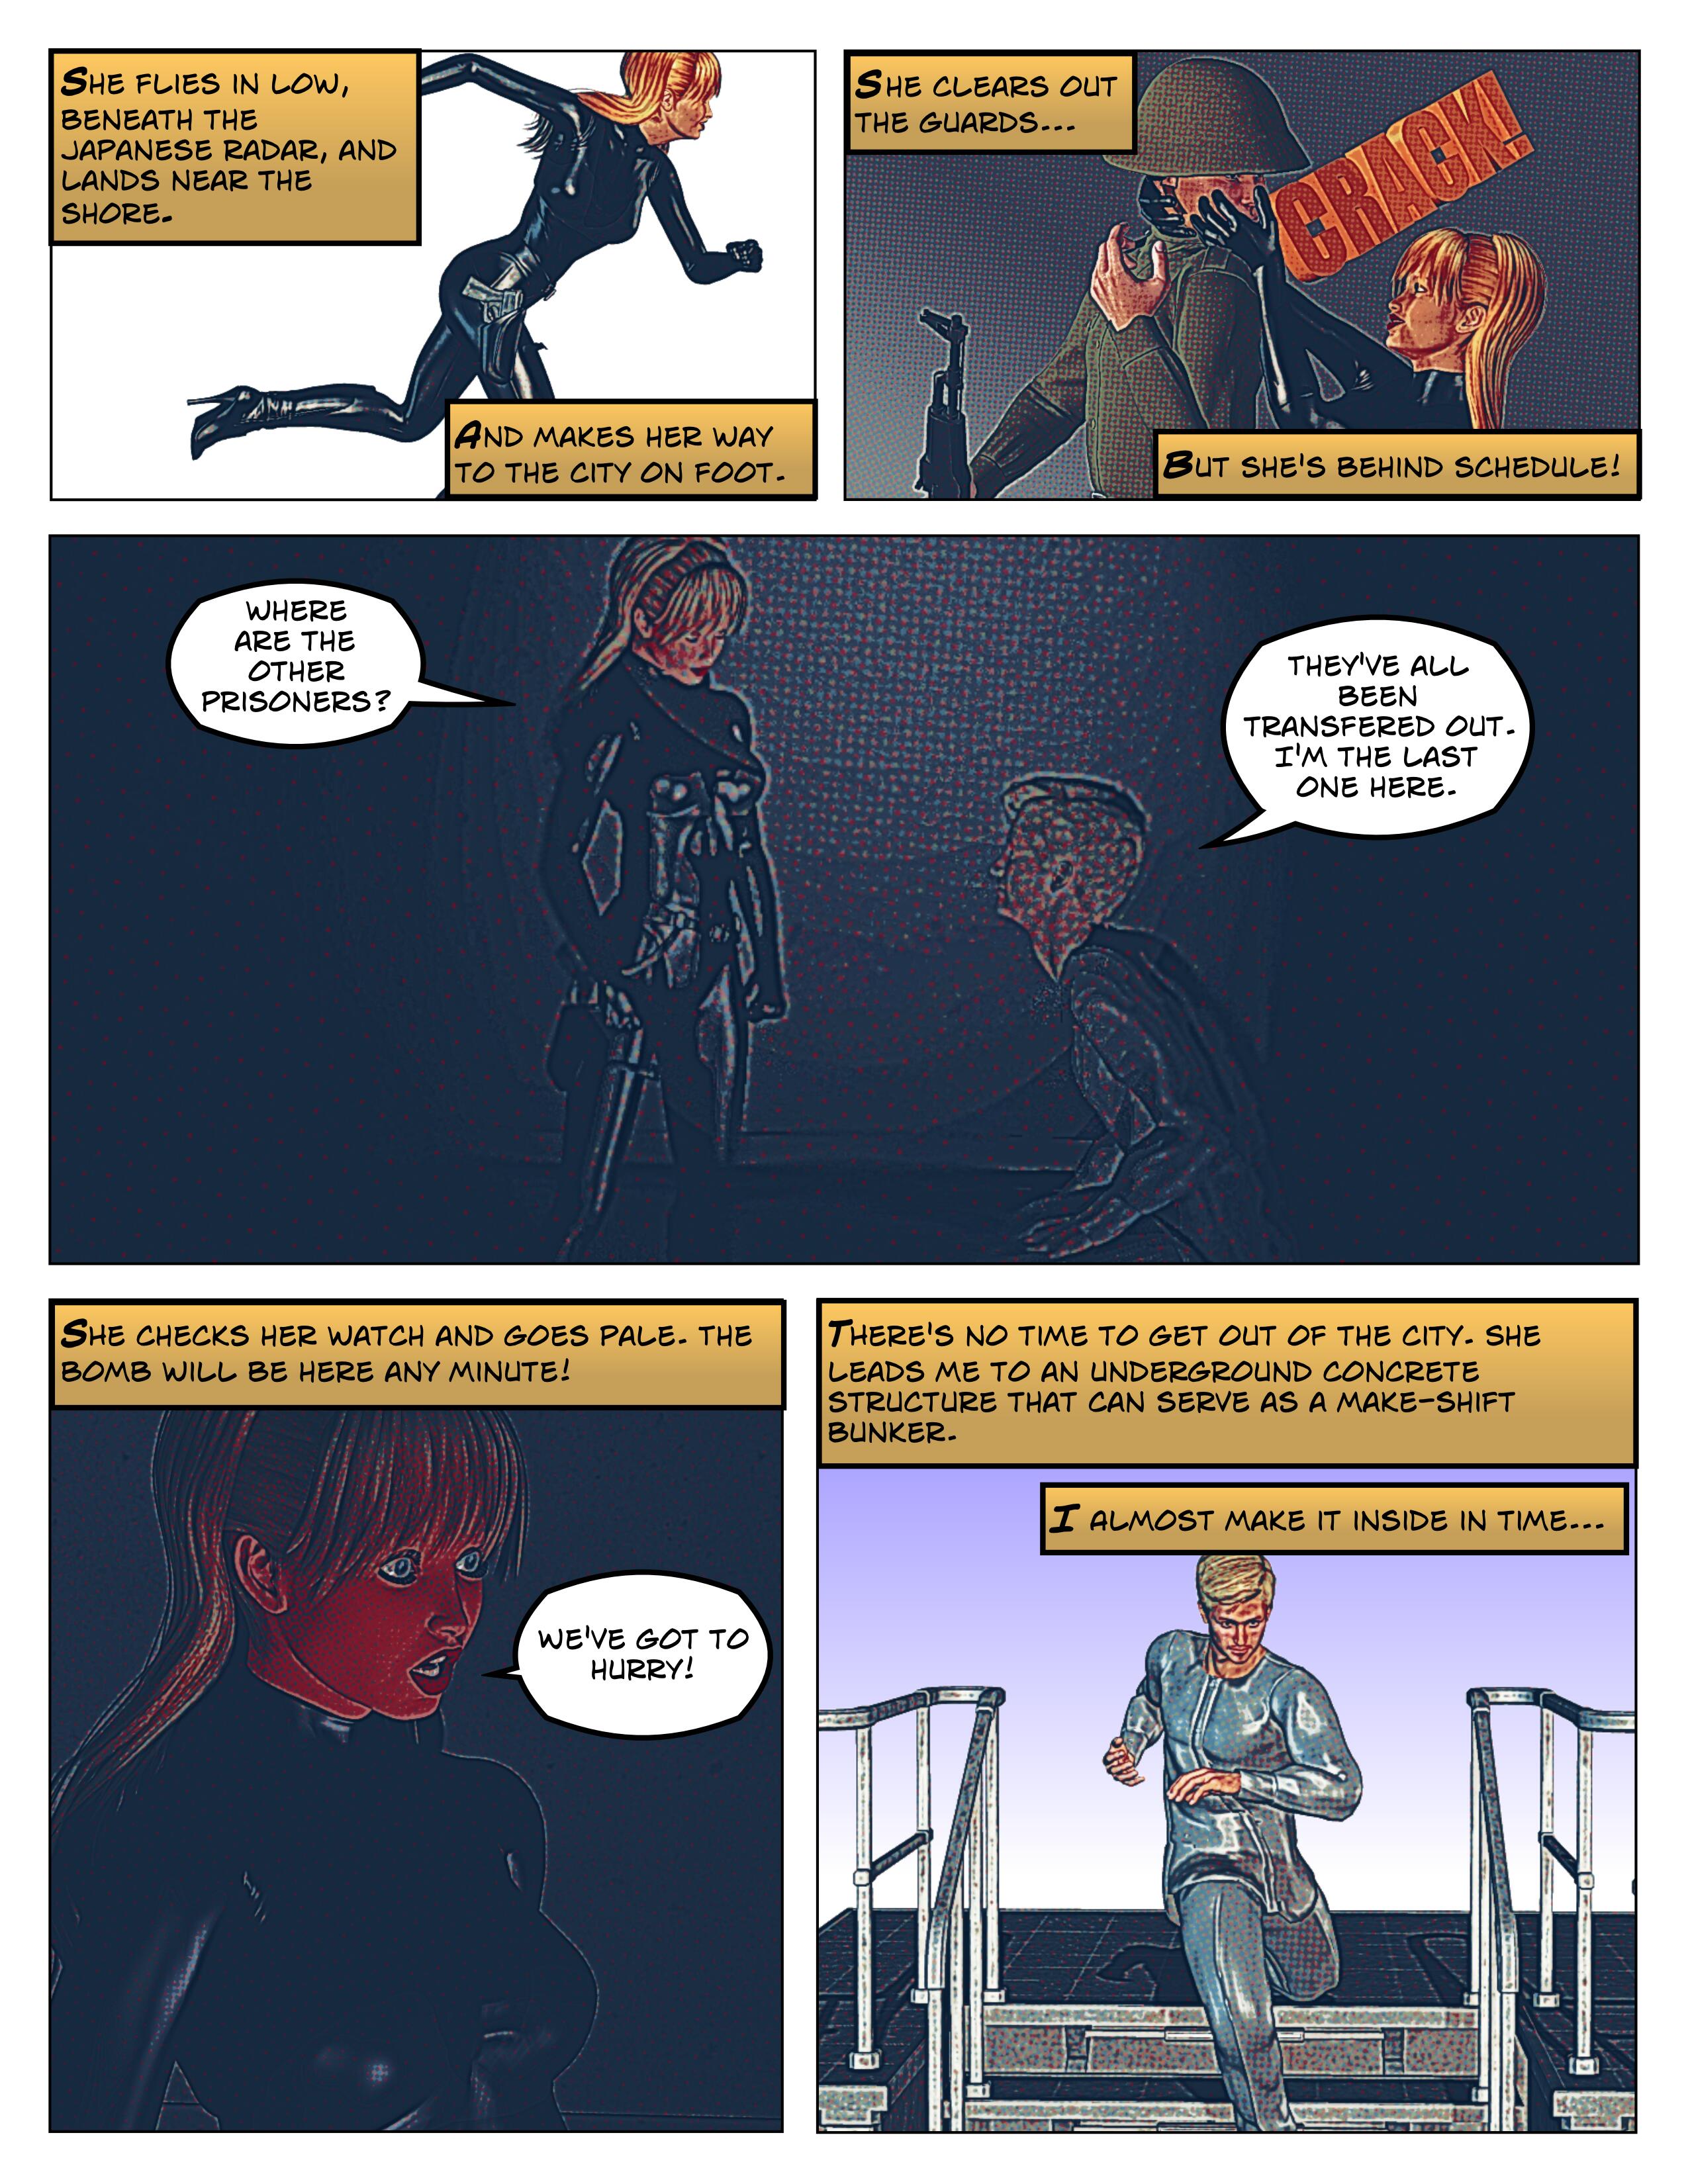 SHE FLIES IN LOW,
BENEATH THE
JAPANESE RADAR, AND
LANDS NEAR THE
SHORE.
AND MAKES HER WAY
TO THE CITY ON FOOT.
SHE CLEARS OUT
THE GUARDS...
CRACK!
BUT SHE'S BEHIND SCHEDULE!
WHERE
ARE THE
OTHER
PRISONERS?
THEY'VE ALL
BEEN
TRANSFERED OUT.
I'M THE LAST
ONE HERE.
SHE CHECKS HER WATCH AND GOES PALE. THE
BOMB WILL BE HERE ANY MINUTE!
WE'VE GOT TO
HURRY!
THERE'S NO TIME TO GET OUT OF THE CITY. SHE
LEADS ME TO AN UNDERGROUND CONCRETE
STRUCTURE THAT CAN SERVE AS A MAKE-SHIFT
BUNKER.
I ALMOST MAKE IT INSIDE IN TIME...